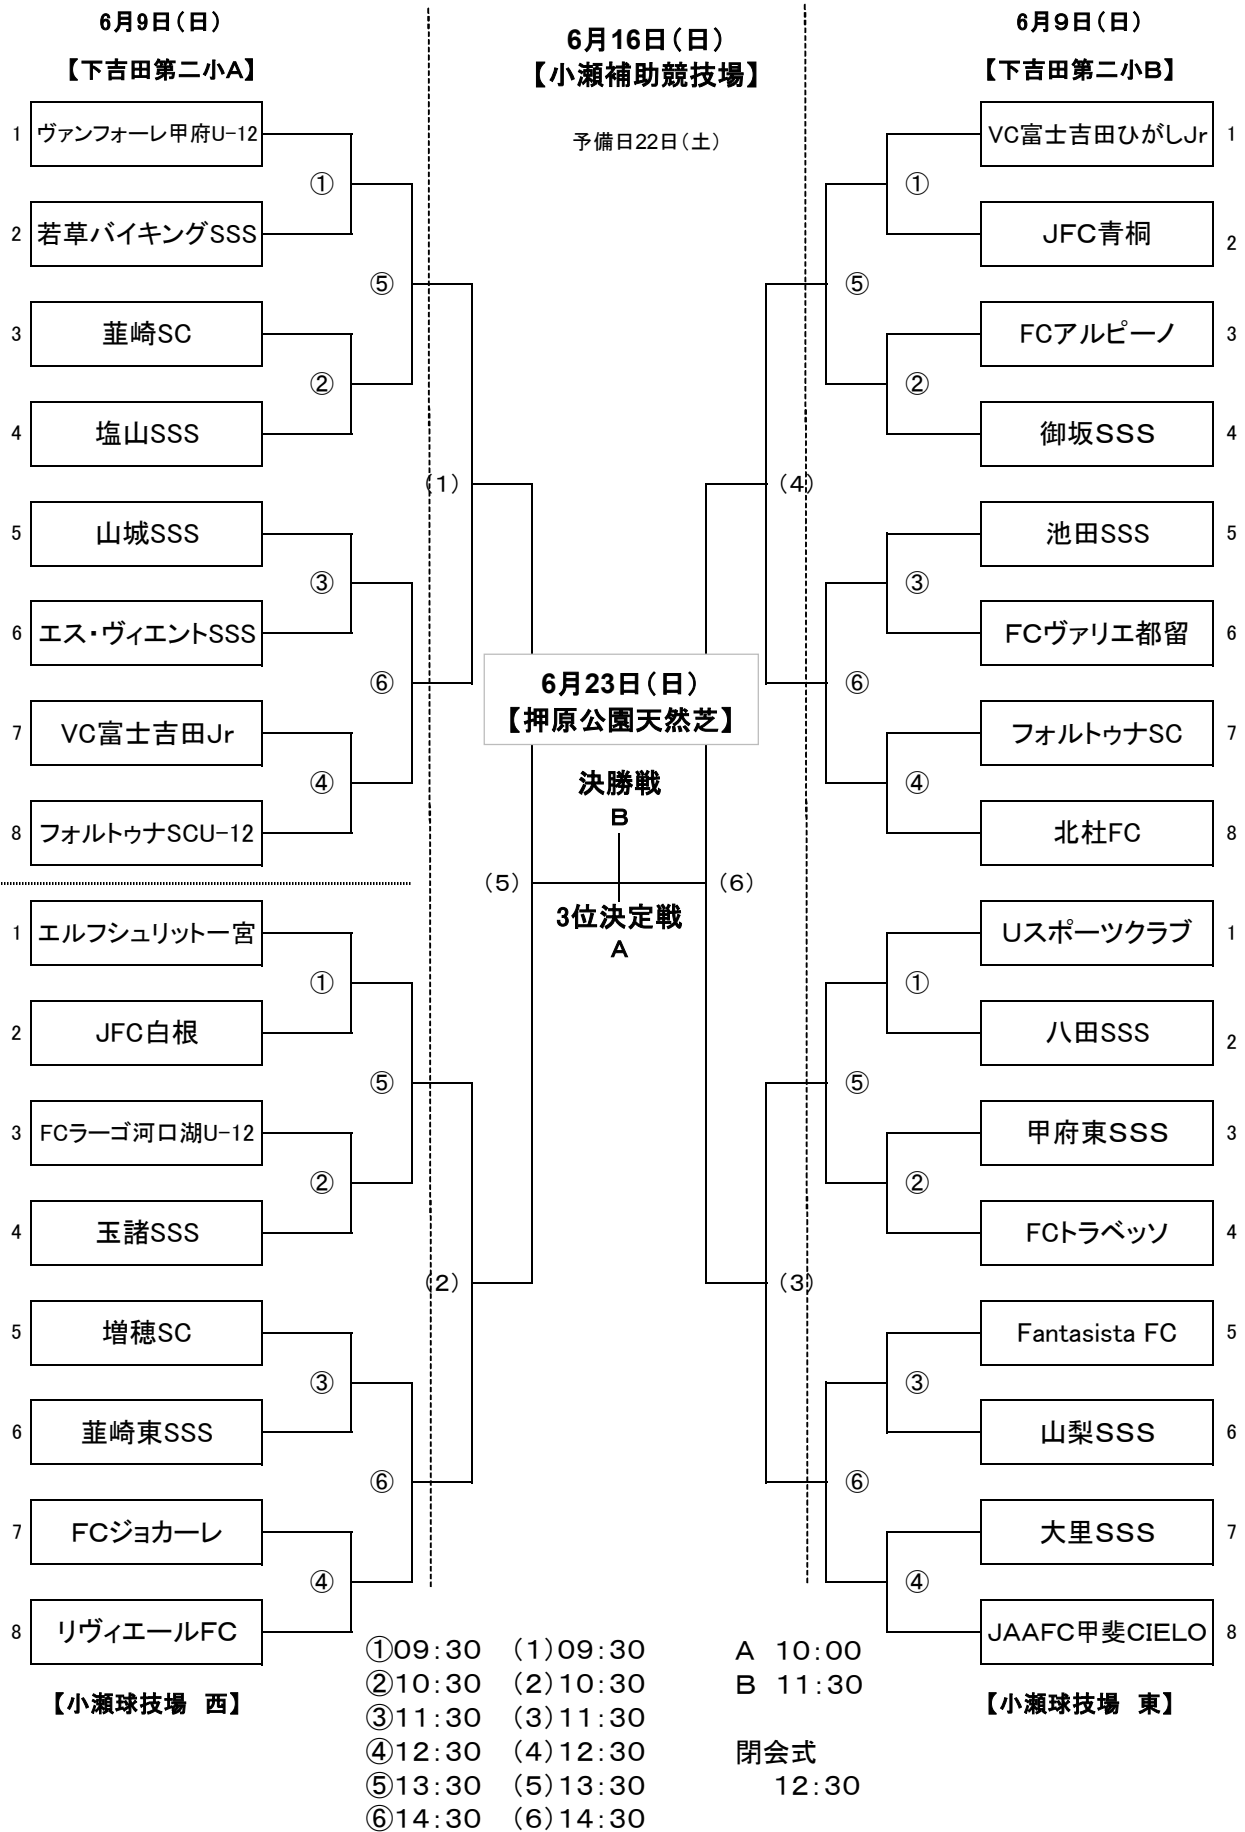 6月9日(日)
【下吉田第二小A】
6月16日(日)
【小瀬補助競技場】
予備日22日(土)
6月９日(日)
【下吉田第二小B】
1 ヴァンフォーレ甲府U-12
①
2 若草バイキングSSS
⑤
3 韮崎SC
②
4 塩山SSS
(1)
5 山城SSS
③
6 エス・ヴィエントSSS
⑥
7 VC富士吉田Jr
④
8 フォルトゥナSCU-12
VC富士吉田ひがしJr 1
①
JFC青桐 2
⑤
FCアルピーノ 3
②
御坂SSS 4
(4)
池田SSS 5
③
FCヴァリエ都留 6
⑥
フォルトゥナSC 7
④
北杜FC 8
6月23日(日)
【押原公園天然芝】
決勝戦
B
(5)
(6)
3位決定戦
A
1 エルフシュリット一宮
①
2 JFC白根
⑤
3 FCラーゴ河口湖U-12
②
4 玉諸SSS
(2)
5 増穂SC
③
6 韮崎東SSS
⑥
7 FCジョカーレ
④
8 リヴィエールFC
【小瀬球技場 西】
Uスポーツクラブ 1
①
八田SSS 2
⑤
甲府東SSS 3
②
FCトラベッソ 4
(3)
Fantasista FC 5
③
山梨SSS 6
⑥
大里SSS 7
④
JAAFC甲斐CIELO 8
【小瀬球技場 東】
①09:30 (1)09:30 A 10:00
②10:30 (2)10:30 B 11:30
③11:30 (3)11:30
④12:30 (4)12:30 閉会式
⑤13:30 (5)13:30 12:30
⑥14:30 (6)14:30